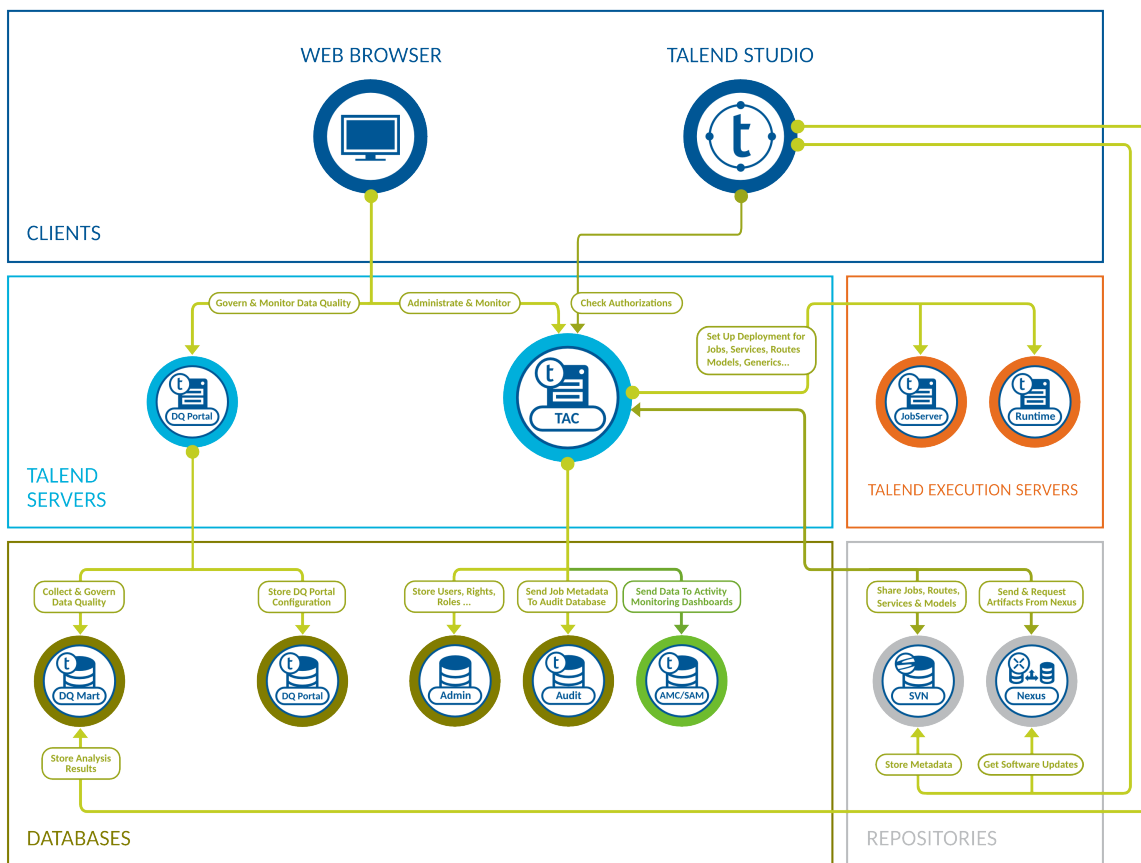 WEB BROWSER
TALEND STUDIO
t
CLIENTS
Govern & Monitor Data Quality
Administrate & Monitor
Check Authorizations
Set Up Deployment for
Jobs, Services, Routes
Models, Generics...
t
DQ Portal
t
TAC
t
JobServer
t
Runtime
TALEND
SERVERS
TALEND EXECUTION SERVERS
Collect & Govern
Data Quality
Store DQ Portal
Configuration
Store Users, Rights,
Roles ...
Send Job Metadata
To Audit Database
Send Data To Activity
Monitoring Dashboards
Share Jobs, Routes,
Services & Models
Send & Request
Artifacts From Nexus
t
DQ Mart
t
DQ Portal
Admin
t
Audit
t
AMC/SAM
SVN
Nexus
Store Analysis
Results
Store Metadata
Get Software Updates
DATABASES
REPOSITORIES